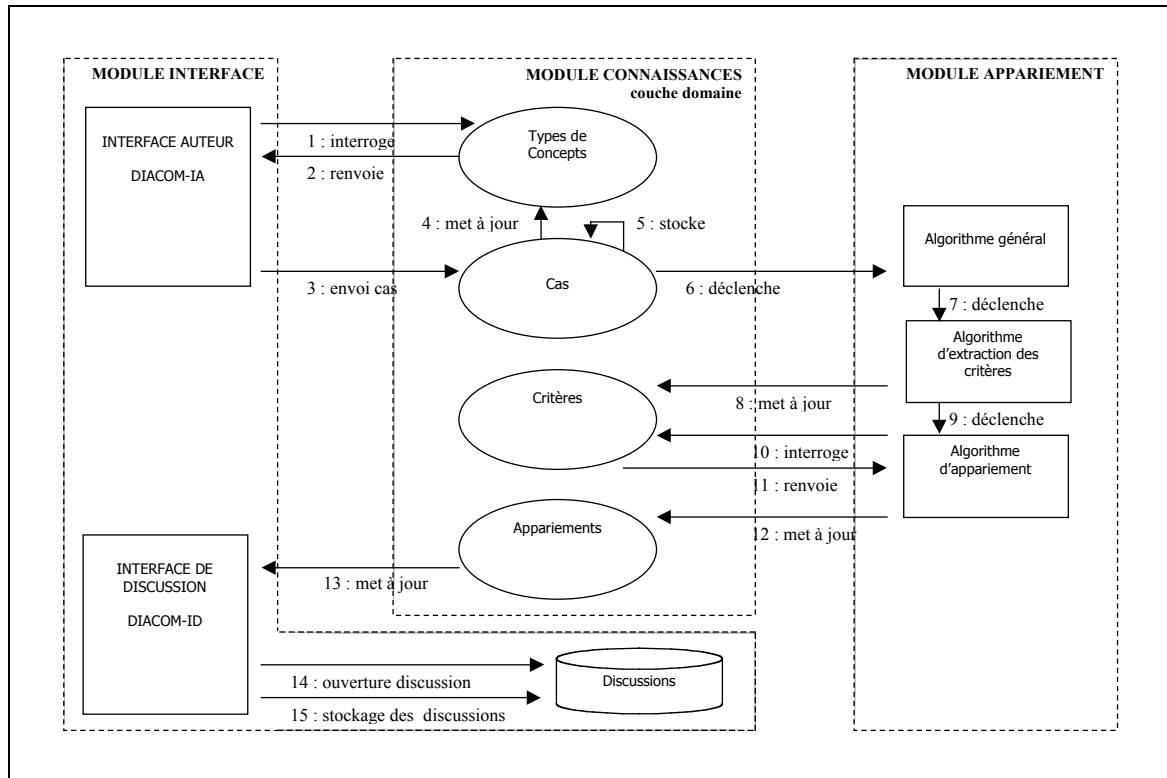 MODULE INTERFACE
MODULE CONNAISSANCES
couche domaine
MODULE APPARIEMENT
INTERFACE AUTEUR
DIACOM-IA
1 : interroge
2 : renvoie
Types de
Concepts
4 : met à jour
5 : stocke
3 : envoi cas
Cas
6 : déclenche
Algorithme général
7 : déclenche
Algorithme
d'extraction des
critères
8 : met à jour
Critères
9 : déclenche
10 : interroge
11 : renvoie
Algorithme
d'appariement
Appariements
12 : met à jour
13 : met à jour
INTERFACE DE
DISCUSSION
DIACOM-ID
14 : ouverture discussion
15 : stockage des discussions
Discussions